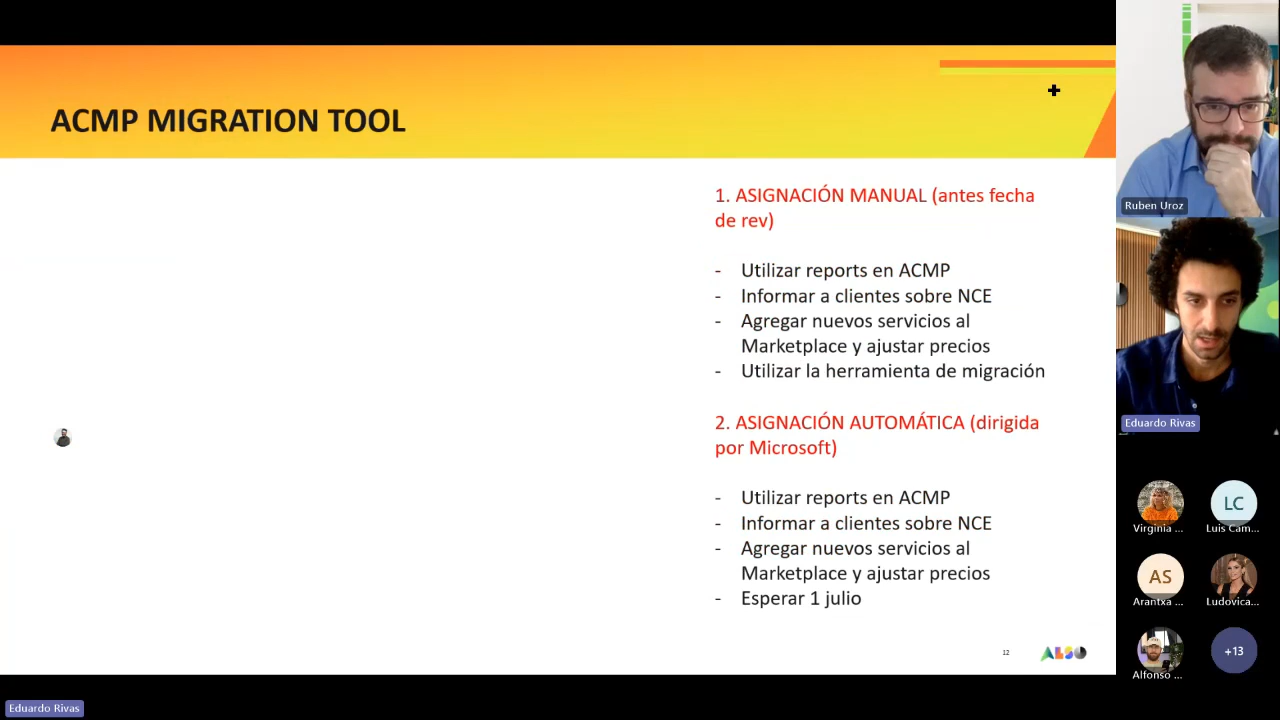 ACMP MIGRATION TOOL
1. ASIGNACIÓN MANUAL (antes fecha
de rev)
- Utilizar reports en ACMP
- Informar a clientes sobre NCE
- Agregar nuevos servicios al
Marketplace y ajustar precios
- Utilizar la herramienta de migración
2. ASIGNACIÓN AUTOMÁTICA (dirigida
por Microsoft)
- Utilizar reports en ACMP
- Informar a clientes sobre NCE
- Agregar nuevos servicios al
Marketplace y ajustar precios
- Esperar 1 julio
12
ALSO
Ruben Uroz
Eduardo Rivas
LC
Virginia ...
Luis Cam...
AS
Arantxa ...
Ludovica...
Alfonso ...
+13
Eduardo Rivas